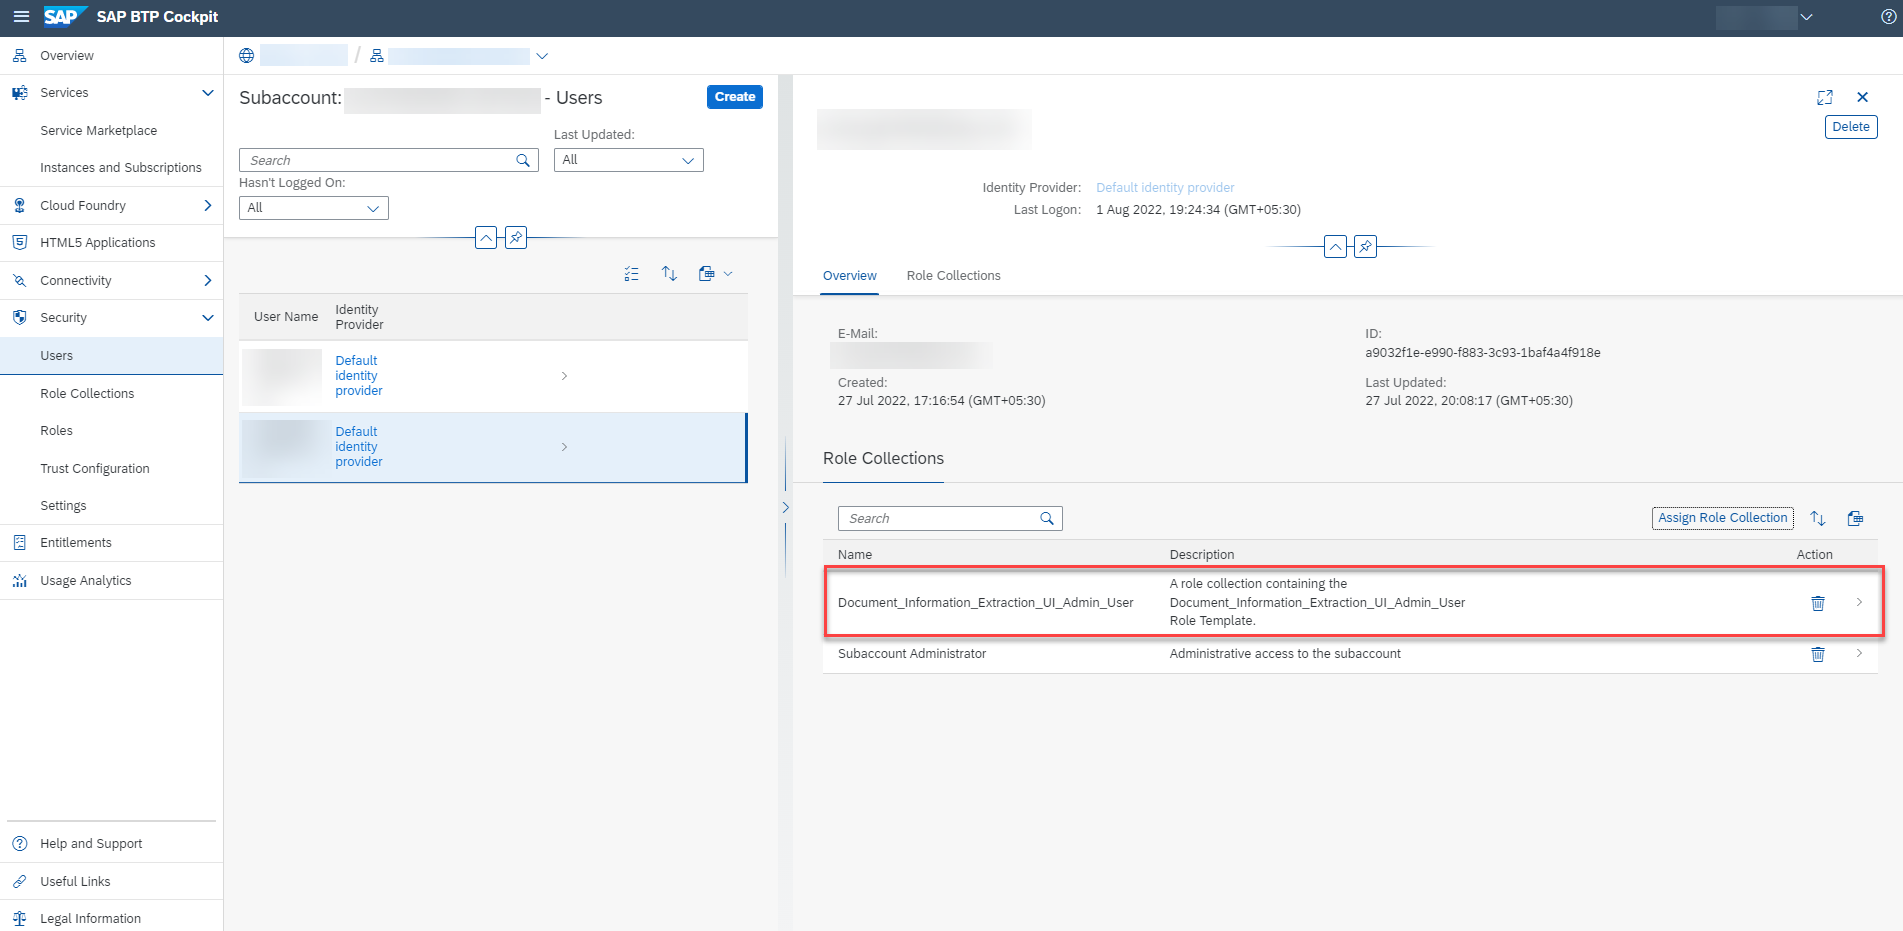 SAP SAP BTP Cockpit
Overview
Services
Service Marketplace
Instances and Subscriptions
Cloud Foundry
HTML5 Applications
Connectivity
Security
Users
Role Collections
Roles
Trust Configuration
Settings
Entitlements
Usage Analytics
Help and Support
Useful Links
Legal Information
/
Subaccount: - Users
Create
Last Updated:
Search
All
Hasn't Logged On:
All
User Name
Identity
Provider
Default
identity
provider
Default
identity
provider
Delete
Identity Provider: Default identity provider
Last Logon: 1 Aug 2022, 19:24:34 (GMT+05:30)
Overview Role Collections
E-Mail:
ID:
a9032f1e-e990-f883-3c93-1baf4a4f918e
Created:
27 Jul 2022, 17:16:54 (GMT+05:30)
Last Updated:
27 Jul 2022, 20:08:17 (GMT+05:30)
Role Collections
Search
Assign Role Collection
Name Description Action
Document_Information_Extraction_UI_Admin_User
A role collection containing the
Document_Information_Extraction_UI_Admin_User
Role Template.
Subaccount Administrator Administrative access to the subaccount